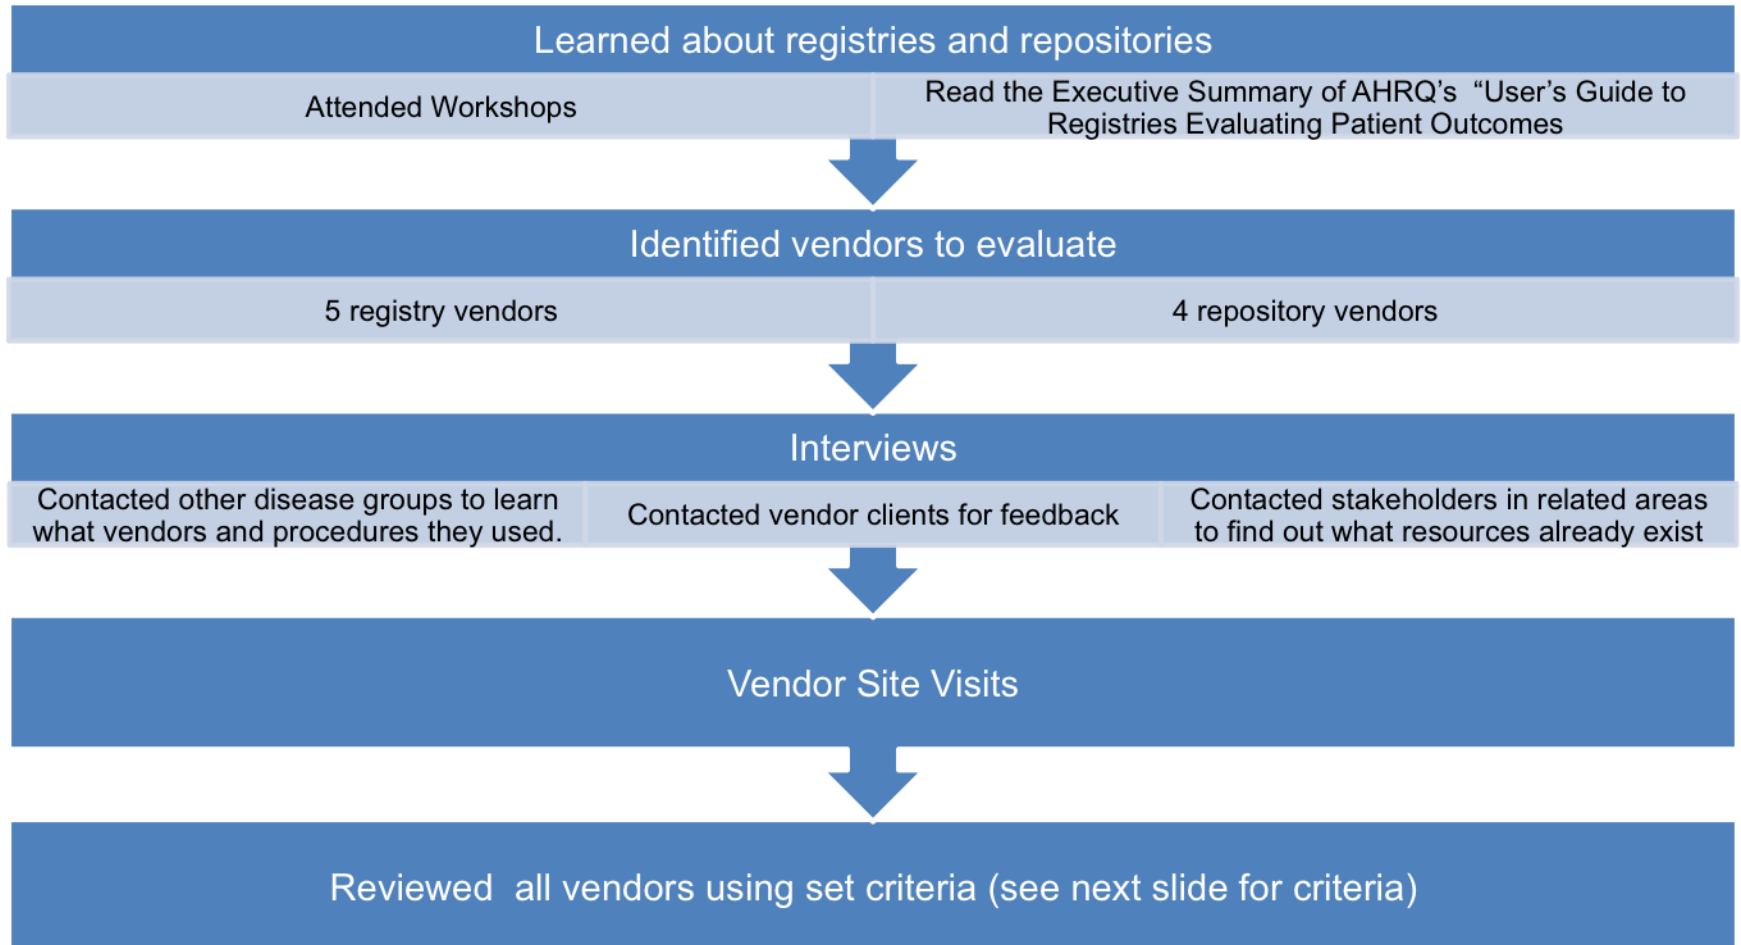 Learned about registries and repositories
Attended Workshops
Read the Executive Summary of AHRQ's “User's Guide to
Registries Evaluating Patient Outcomes
Identified vendors to evaluate
5 registry vendors
4 repository vendors
Interviews
Contacted other disease groups to learn
what vendors and procedures they used.
Contacted vendor clients for feedback
Contacted stakeholders in related areas
to find out what resources already exist
Vendor Site Visits
Reviewed all vendors using set criteria (see next slide for criteria)